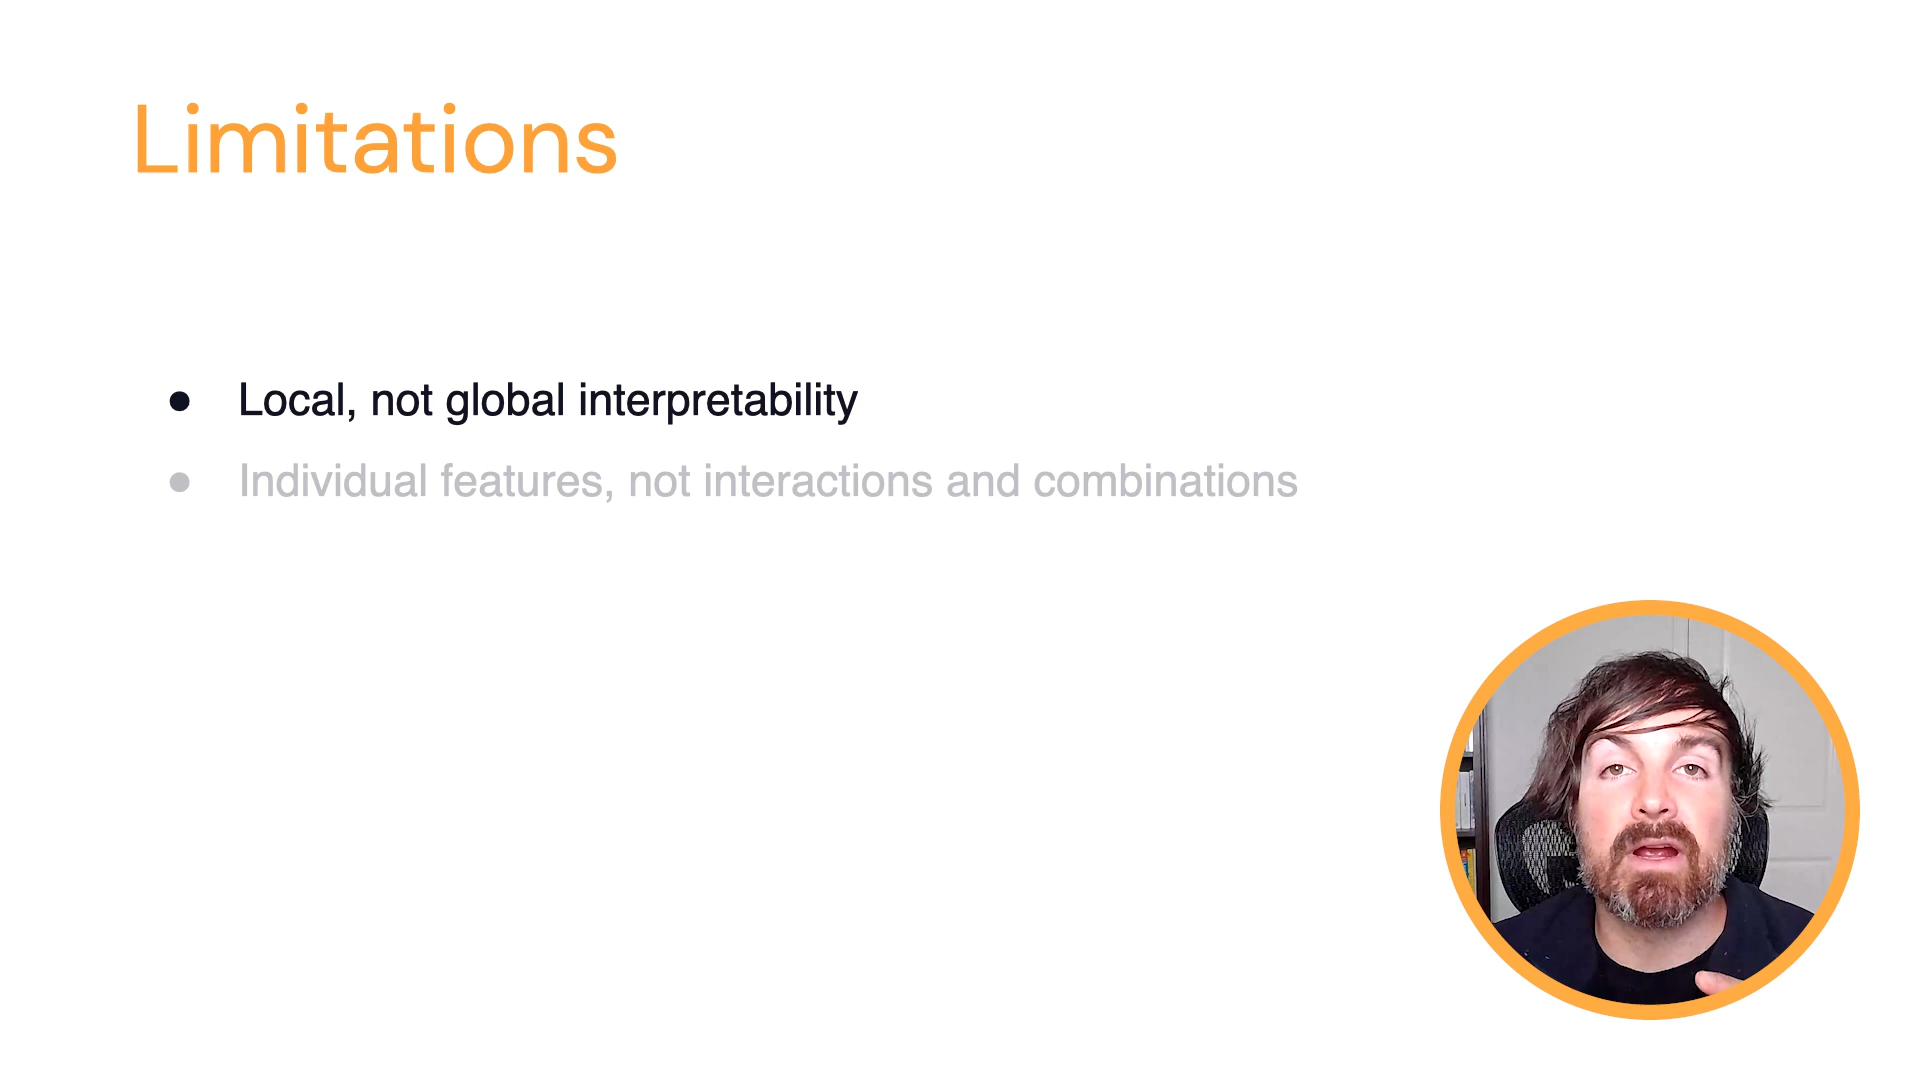 Limitations
● Local, not global interpretability
● Individual features, not interactions and combinations